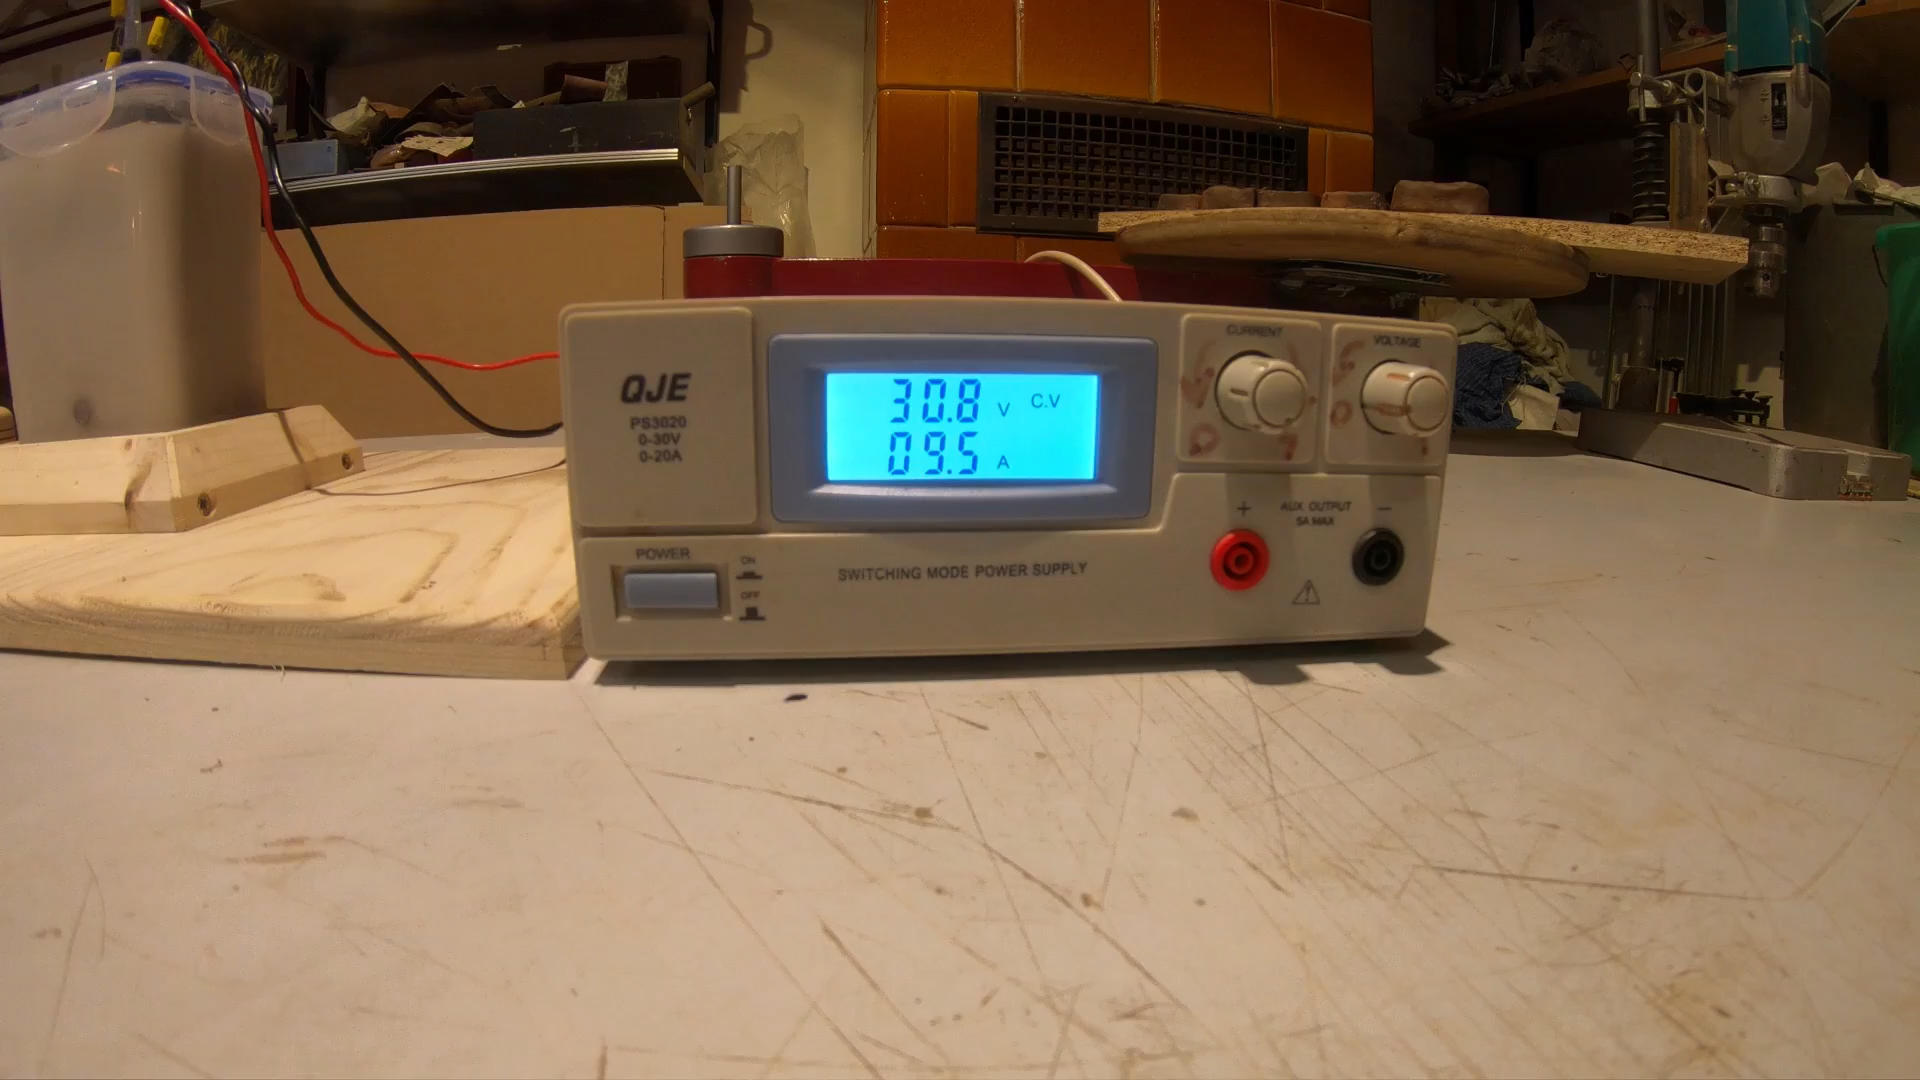 QJE
PS3020
0-30V
0-20A
30.8 V C.V
09.5 A
CURRENT
VOLTAGE
POWER
ON
OFF
SWITCHING MODE POWER SUPPLY
+ AUX OUTPUT −
5A MAX